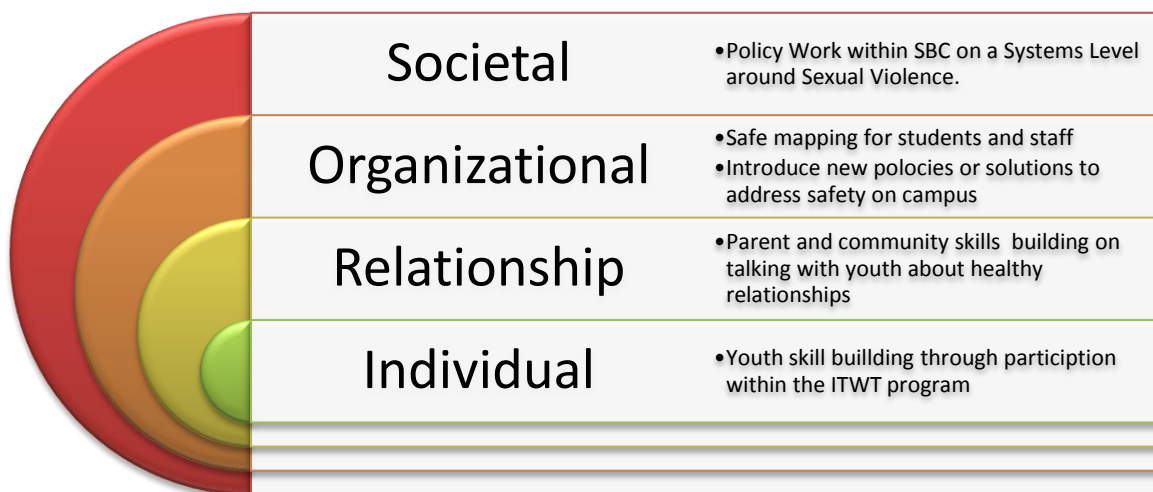 Societal
•Policy Work within SBC on a Systems Level
around Sexual Violence.
Organizational
•Safe mapping for students and staff
•Introduce new polocies or solutions to
address safety on campus
Relationship
•Parent and community skills  building on
talking with youth about healthy
relationships
Individual
•Youth skill buillding through particiption
within the ITWT program